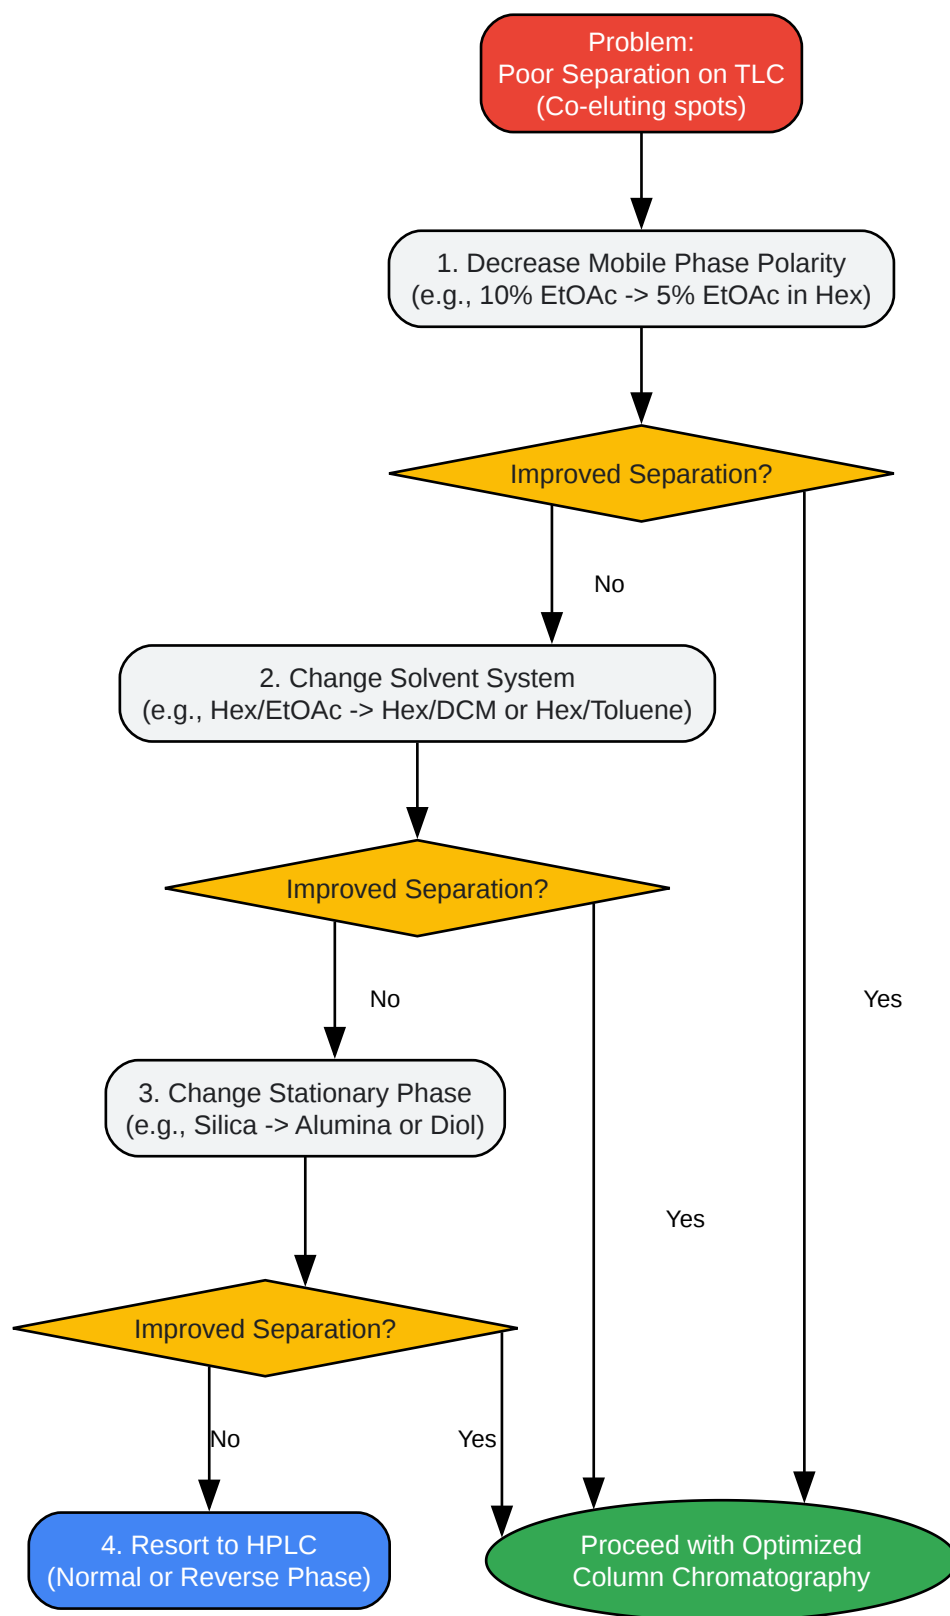 Problem:
Poor Separation on TLC
(Co-eluting spots)
1. Decrease Mobile Phase Polarity
(e.g., 10% EtOAc -> 5% EtOAc in Hex)
Improved Separation?
No
2. Change Solvent System
(e.g., Hex/EtOAc -> Hex/DCM or Hex/Toluene)
Improved Separation?
No
Yes
3. Change Stationary Phase
(e.g., Silica -> Alumina or Diol)
Yes
Improved Separation?
No
Yes
4. Resort to HPLC
(Normal or Reverse Phase)
Proceed with Optimized
Column Chromatography